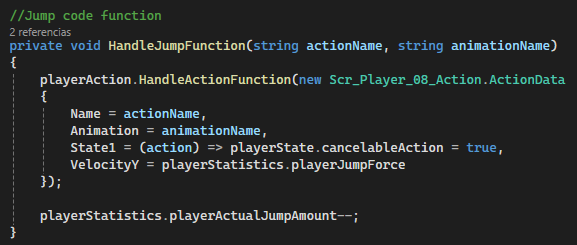 //Jump code function
2 referencias
private void HandleJumpFunction(string actionName, string animationName)
{
playerAction.HandleActionFunction(new Scr_Player_08_Action.ActionData
{
Name = actionName,
Animation = animationName,
State1 = (action) => playerState.cancelableAction = true,
VelocityY = playerStatistics.playerJumpForce
});
playerStatistics.playerActualJumpAmount--;
}